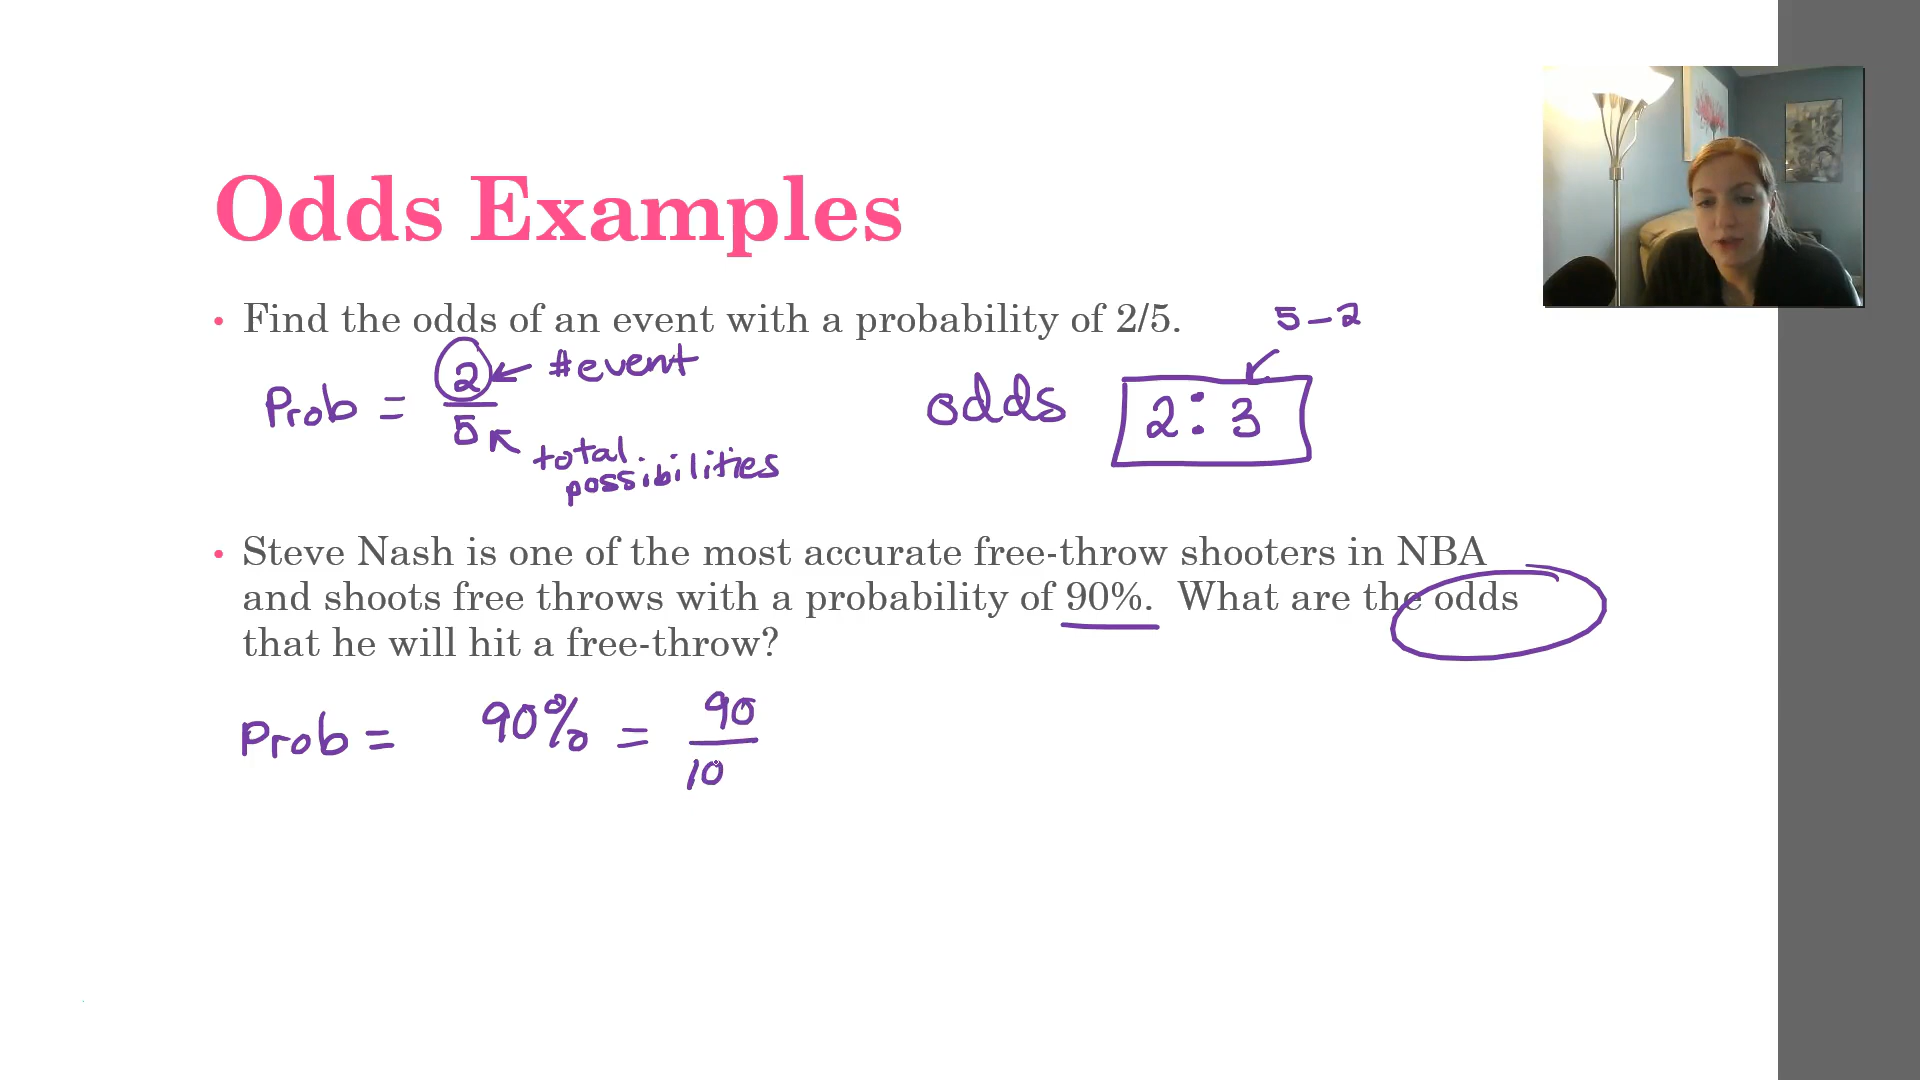 Odds Examples
• Find the odds of an event with a probability of 2/5.
5 - 2
Prob = 2/5
#event
total possibilities
odds 2 : 3
• Steve Nash is one of the most accurate free-throw shooters in NBA
and shoots free throws with a probability of 90%. What are the odds
that he will hit a free-throw?
Prob = 90% = 90/10